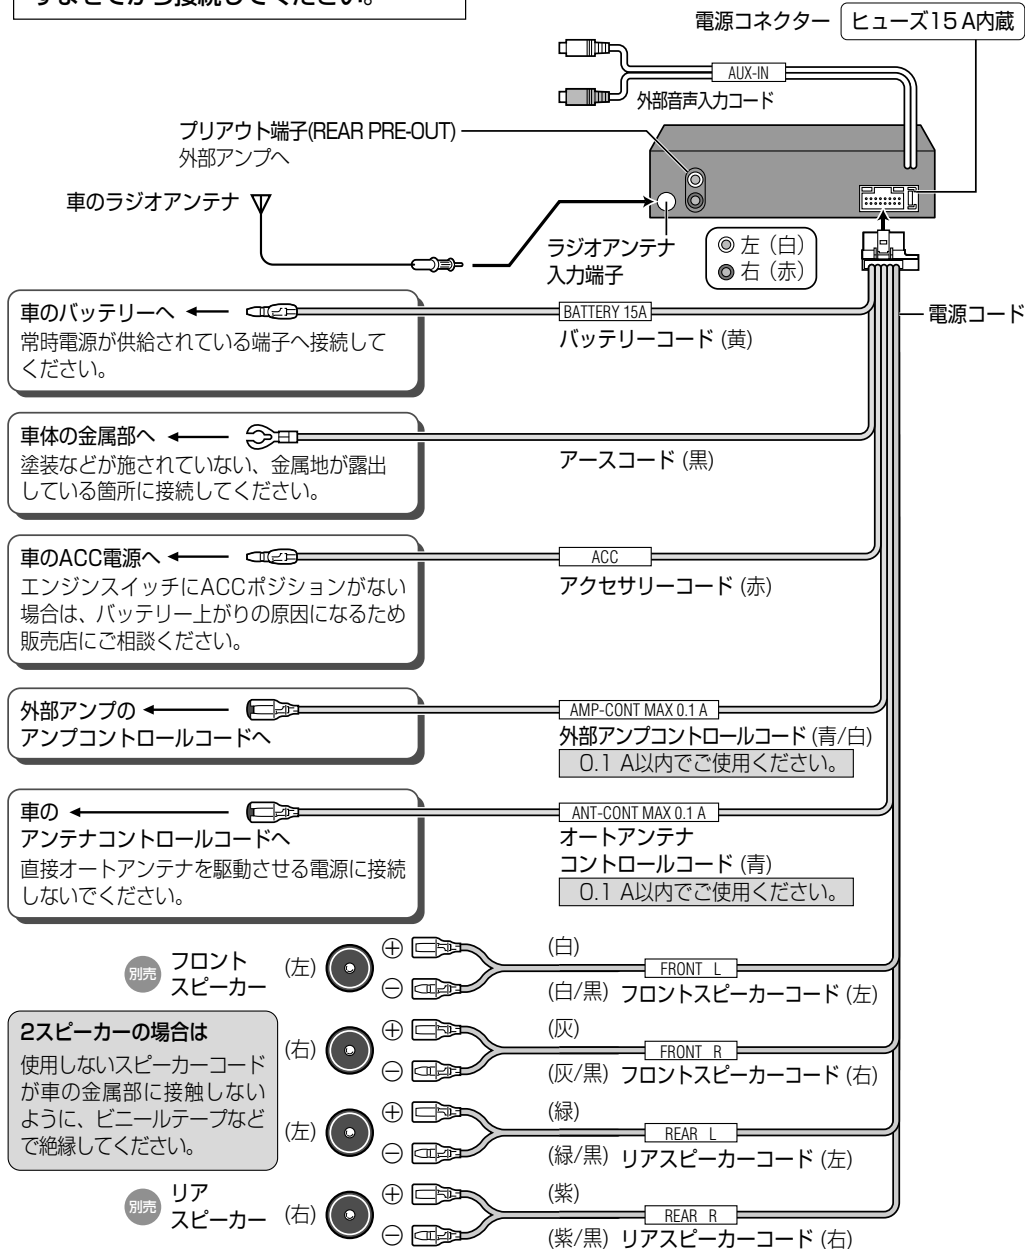 すませてから接続してください。
電源コネクター
ヒューズ15 A内蔵
AUX-IN
外部音声入力コード
プリアウト端子(REAR PRE-OUT)
外部アンプへ
車のラジオアンテナ
ラジオアンテナ
入力端子
左 (白)
右 (赤)
電源コード
車のバッテリーへ
常時電源が供給されている端子へ接続して
ください。
BATTERY 15A
バッテリーコード (黄)
車体の金属部へ
塗装などが施されていない、金属地が露出
している箇所に接続してください。
アースコード (黒)
車のACC電源へ
エンジンスイッチにACCポジションがない
場合は、バッテリー上がりの原因になるため
販売店にご相談ください。
ACC
アクセサリーコード (赤)
外部アンプの
アンプコントロールコードへ
AMP-CONT MAX 0.1 A
外部アンプコントロールコード (青/白)
0.1 A以内でご使用ください。
車の
アンテナコントロールコードへ
直接オートアンテナを駆動させる電源に接続
しないでください。
ANT-CONT MAX 0.1 A
オートアンテナ
コントロールコード (青)
0.1 A以内でご使用ください。
別売
フロント
スピーカー
(左)
⊕
⊖
(白)
FRONT L
(白/黒) フロントスピーカーコード (左)
2スピーカーの場合は
使用しないスピーカーコード
が車の金属部に接触しない
ように、ビニールテープなど
で絶縁してください。
(右)
⊕
⊖
(灰)
FRONT R
(灰/黒) フロントスピーカーコード (右)
(左)
⊕
⊖
(緑)
REAR L
(緑/黒) リアスピーカーコード (左)
別売
リア
スピーカー
(右)
⊕
⊖
(紫)
REAR R
(紫/黒) リアスピーカーコード (右)